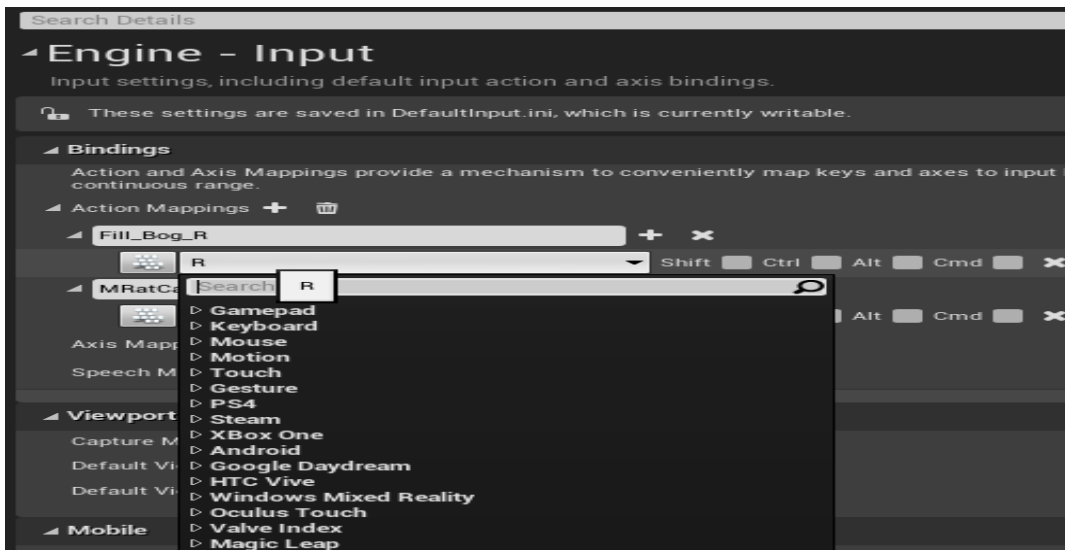 Search Details
Engine - Input
Input settings, including default input action and axis bindings.
These settings are saved in DefaultInput.ini, which is currently writable.
Bindings
Action and Axis Mappings provide a mechanism to conveniently map keys and axes to input
continuous range.
Action Mappings
Fill_Bog_R
R Shift Ctrl Alt Cmd
MRatCa Search R
Gamepad
Alt Cmd
Keyboard
Axis Mapp Mouse
Motion
Speech M Touch
Gesture
PS4
Viewport Steam
XBox One
Capture M Android
Default Vi Google Daydream
HTC Vive
Default Vi Windows Mixed Reality
Oculus Touch
Mobile Valve Index
Magic Leap